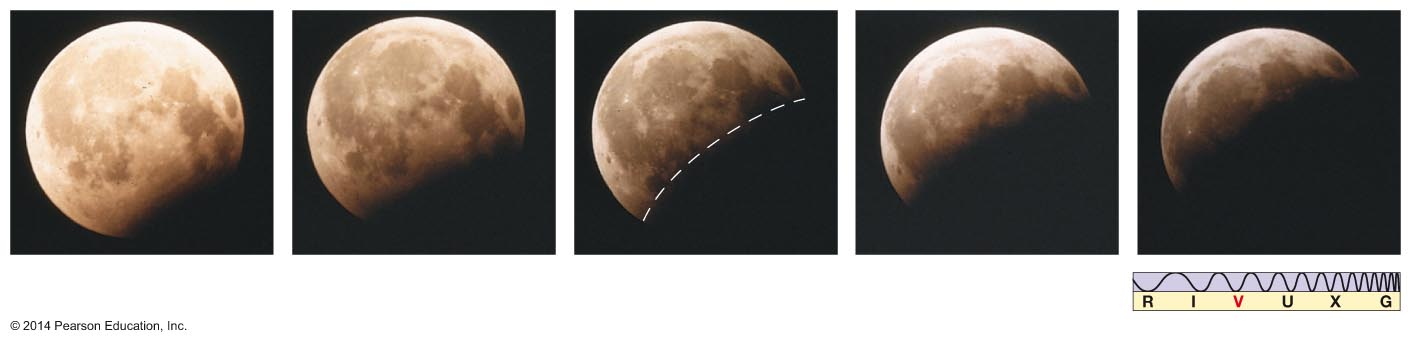 R I V U X G
© 2014 Pearson Education, Inc.